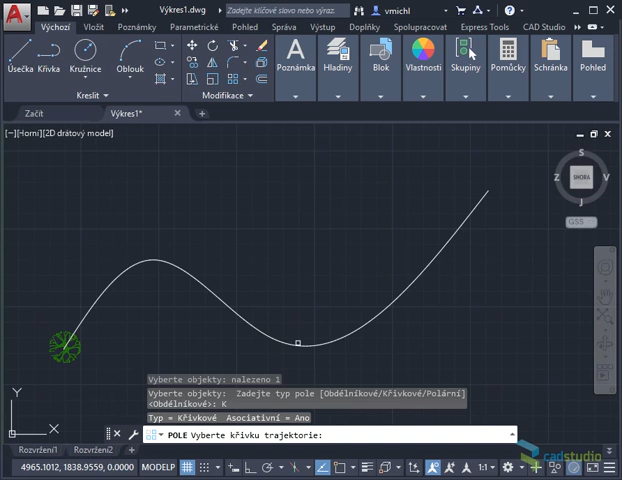 Výkres1.dwg
Zadejte klíčové slovo nebo výraz.
vmichl
Výchozí Vložit Poznámky Parametrické Zobrazit Správa Výstup Doplňky Spolupracovat Express Tools CAD Studio
Úsečka Křivka Kružnice Oblouk
Poznámka Hladiny Blok Vlastnosti Skupiny Pomůcky Schránka Pohled
Kreslit Modifikace
Začít Výkres1*
[−][Horní][2D drátový model]
S
Z SHORA V
J
GSS
Vyberte objekty: nalezeno 1
Vyberte objekty: Zadejte typ pole [Obdélníkové/Křivkové/Polární]
<Obdélníkové>: K
Typ = Křivkové Asociativní = Ano
POLE Vyberte křivku trajektorie:
Y
X
Rozvržení1 Rozvržení2
4965.1012, 1838.9559, 0.0000 MODELP 1:1
cadstudio